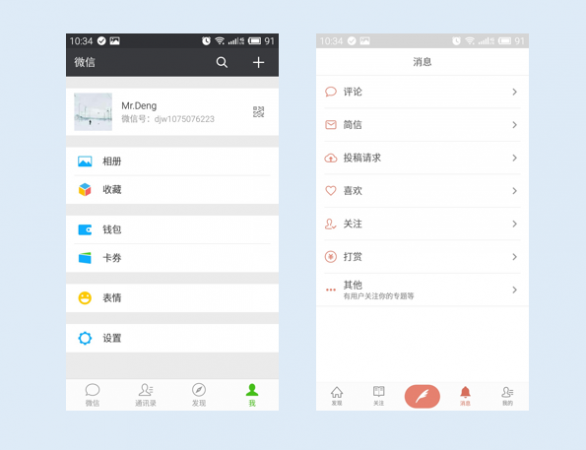 10:34
91
微信
Mr.Deng
微信号: djw1075076223
相册
收藏
钱包
卡券
表情
设置
微信
通讯录
发现
我
10:34
91
消息
评论
简信
投稿请求
喜欢
关注
打赏
其他
有用户关注你的专题等
发现
关注
消息
我的